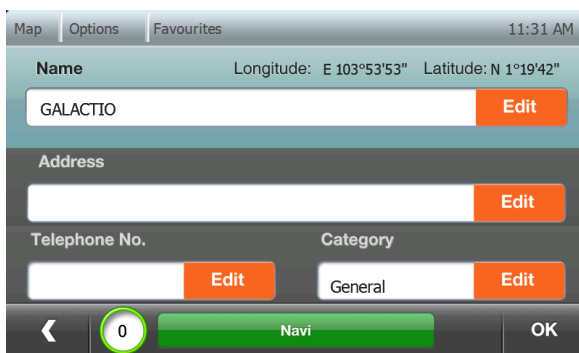 Map Options Favourites 11:31 AM
Name Longitude: E 103°53'53" Latitude: N 1°19'42"
GALACTIO Edit
Address
Edit
Telephone No. Category
Edit General Edit
0 Navi OK